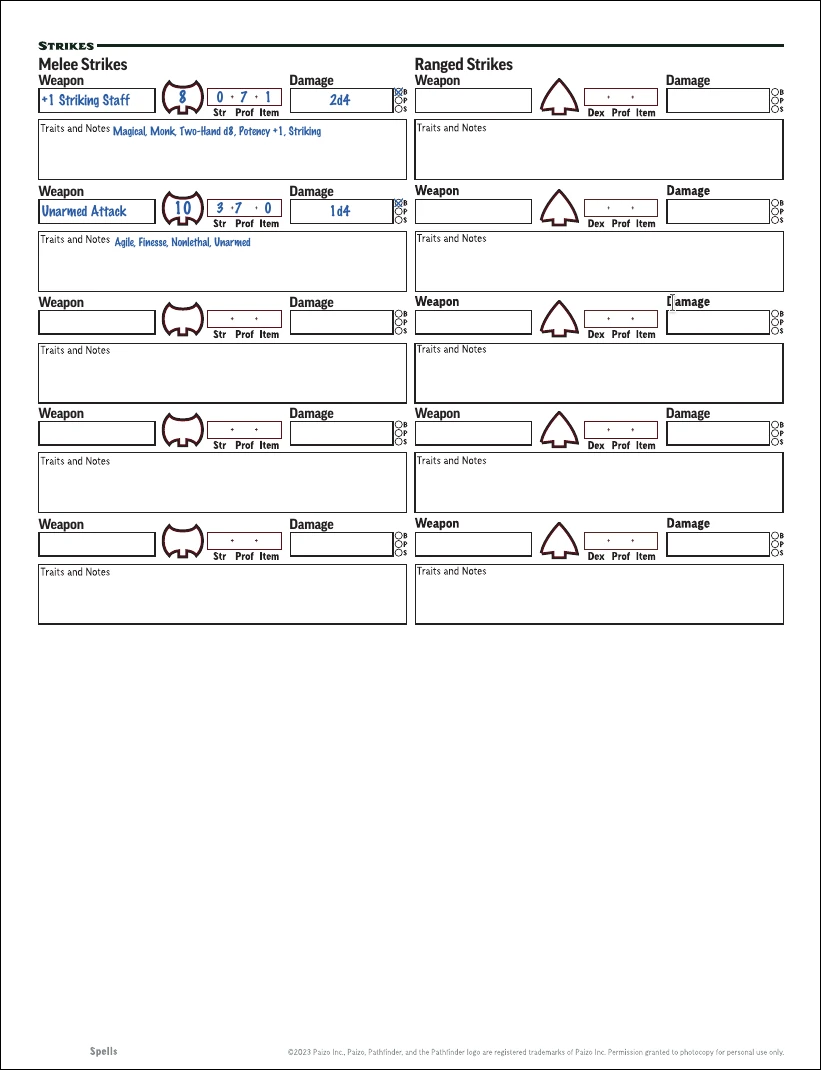 STRIKES
Melee Strikes
Weapon Damage
+1 Striking Staff 8 0 + 7 + 1 2d4 B P S
Str Prof Item
Traits and Notes Magical, Monk, Two-Hand d8, Potency +1, Striking
Weapon Damage
Unarmed Attack 10 3 + 7 + 0 1d4 B P S
Str Prof Item
Traits and Notes Agile, Finesse, Nonlethal, Unarmed
Weapon Damage
+ + B P S
Str Prof Item
Traits and Notes
Weapon Damage
+ + B P S
Str Prof Item
Traits and Notes
Weapon Damage
+ + B P S
Str Prof Item
Traits and Notes
Ranged Strikes
Weapon Damage
+ + B P S
Dex Prof Item
Traits and Notes
Weapon Damage
+ + B P S
Dex Prof Item
Traits and Notes
Weapon Damage
+ + B P S
Dex Prof Item
Traits and Notes
Weapon Damage
+ + B P S
Dex Prof Item
Traits and Notes
Weapon Damage
+ + B P S
Dex Prof Item
Traits and Notes
Spells
©2023 Paizo Inc., Paizo, Pathfinder, and the Pathfinder logo are registered trademarks of Paizo Inc. Permission granted to photocopy for personal use only.